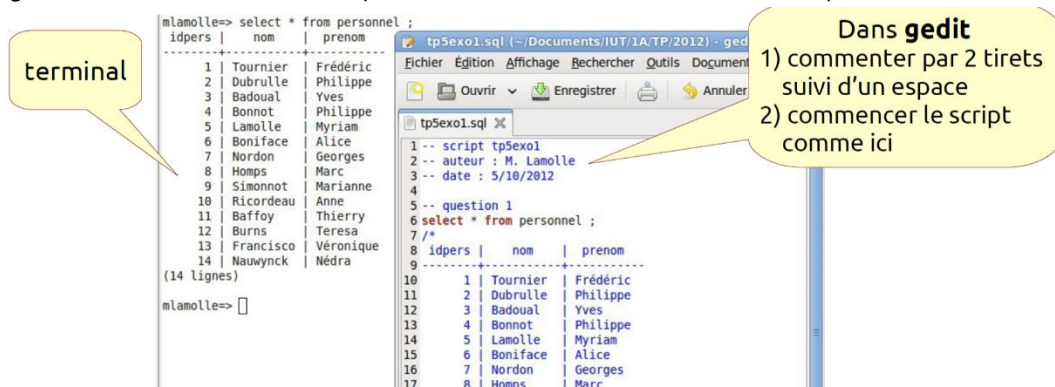 mlamolle=> select * from personnel ;
idpers | nom | prenom
--------+-----------+-----------
1 | Tournier | Frédéric
2 | Dubrulle | Philippe
3 | Badoual | Yves
4 | Bonnot | Philippe
5 | Lamolle | Myriam
6 | Boniface | Alice
7 | Nordon | Georges
8 | Homps | Marc
9 | Simonnot | Marianne
10 | Ricordeau | Anne
11 | Baffoy | Thierry
12 | Burns | Teresa
13 | Francisco | Véronique
14 | Nauwynck | Nédra
(14 lignes)
mlamolle=>
terminal
tp5exo1.sql (~/Documents/IUT/1A/TP/2012) - ged
Fichier Édition Affichage Rechercher Outils Document
Ouvrir Enregistrer Annuler
tp5exo1.sql
1 -- script tp5exo1
2 -- auteur : M. Lamolle
3 -- date : 5/10/2012
4
5 -- question 1
6 select * from personnel ;
7 /*
8 idpers | nom | prenom
9 --------+-----------+-----------
10 1 | Tournier | Frédéric
11 2 | Dubrulle | Philippe
12 3 | Badoual | Yves
13 4 | Bonnot | Philippe
14 5 | Lamolle | Myriam
15 6 | Boniface | Alice
16 7 | Nordon | Georges
17 8 | Homps | Marc
Dans gedit
1) commenter par 2 tirets
suivi d'un espace
2) commencer le script
comme ici